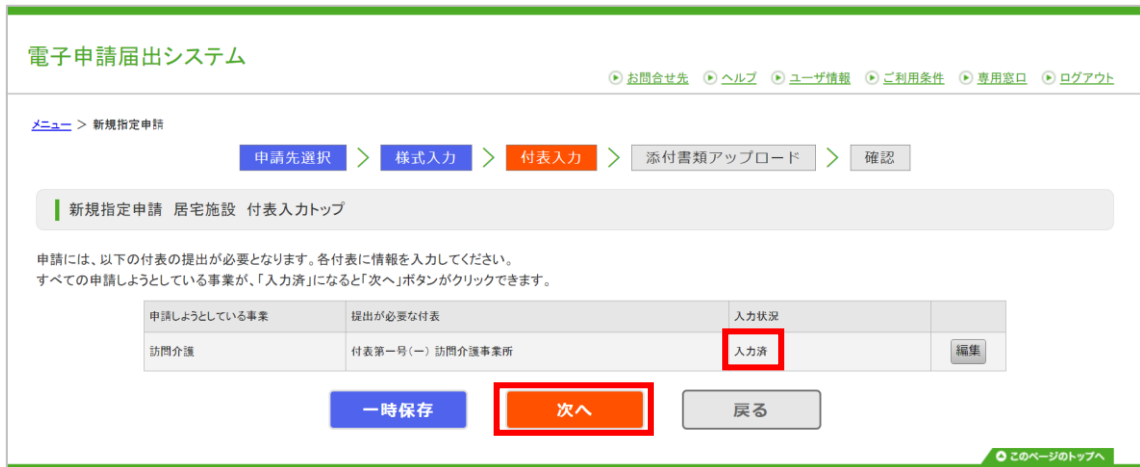 電子申請届出システム
お問合せ先 ヘルプ ユーザ情報 ご利用条件 専用窓口 ログアウト
メニュー > 新規指定申請
申請先選択 > 様式入力 > 付表入力 > 添付書類アップロード > 確認
新規指定申請 居宅施設 付表入力トップ
申請には、以下の付表の提出が必要となります。各付表に情報を入力してください。
すべての申請しようとしている事業が、「入力済」になると「次へ」ボタンがクリックできます。
申請しようとしている事業 提出が必要な付表 入力状況
訪問介護 付表第一号(一) 訪問介護事業所 入力済 編集
一時保存 次へ 戻る
このページのトップへ